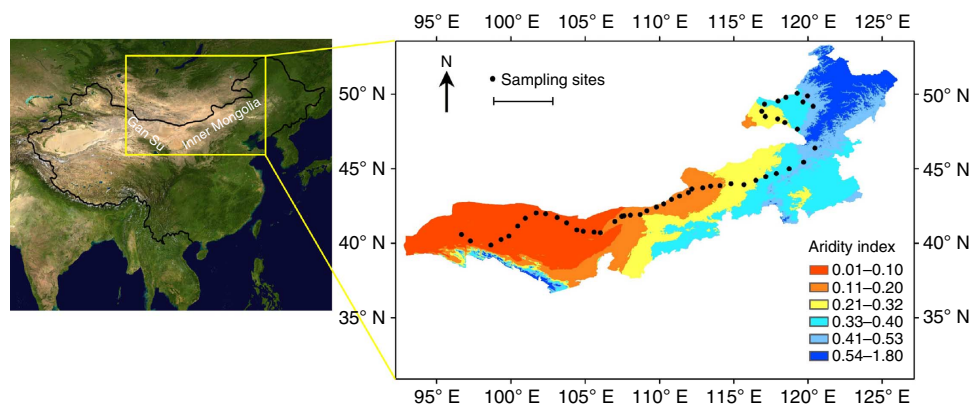 95° E 100° E 105° E 110° E 115° E 120° E 125° E
N
Sampling sites
50° N
45° N
40° N
35° N
Gan Su
Inner Mongolia
50° N
45° N
40° N
35° N
Aridity index
0.01–0.10
0.11–0.20
0.21–0.32
0.33–0.40
0.41–0.53
0.54–1.80
95° E 100° E 105° E 110° E 115° E 120° E 125° E